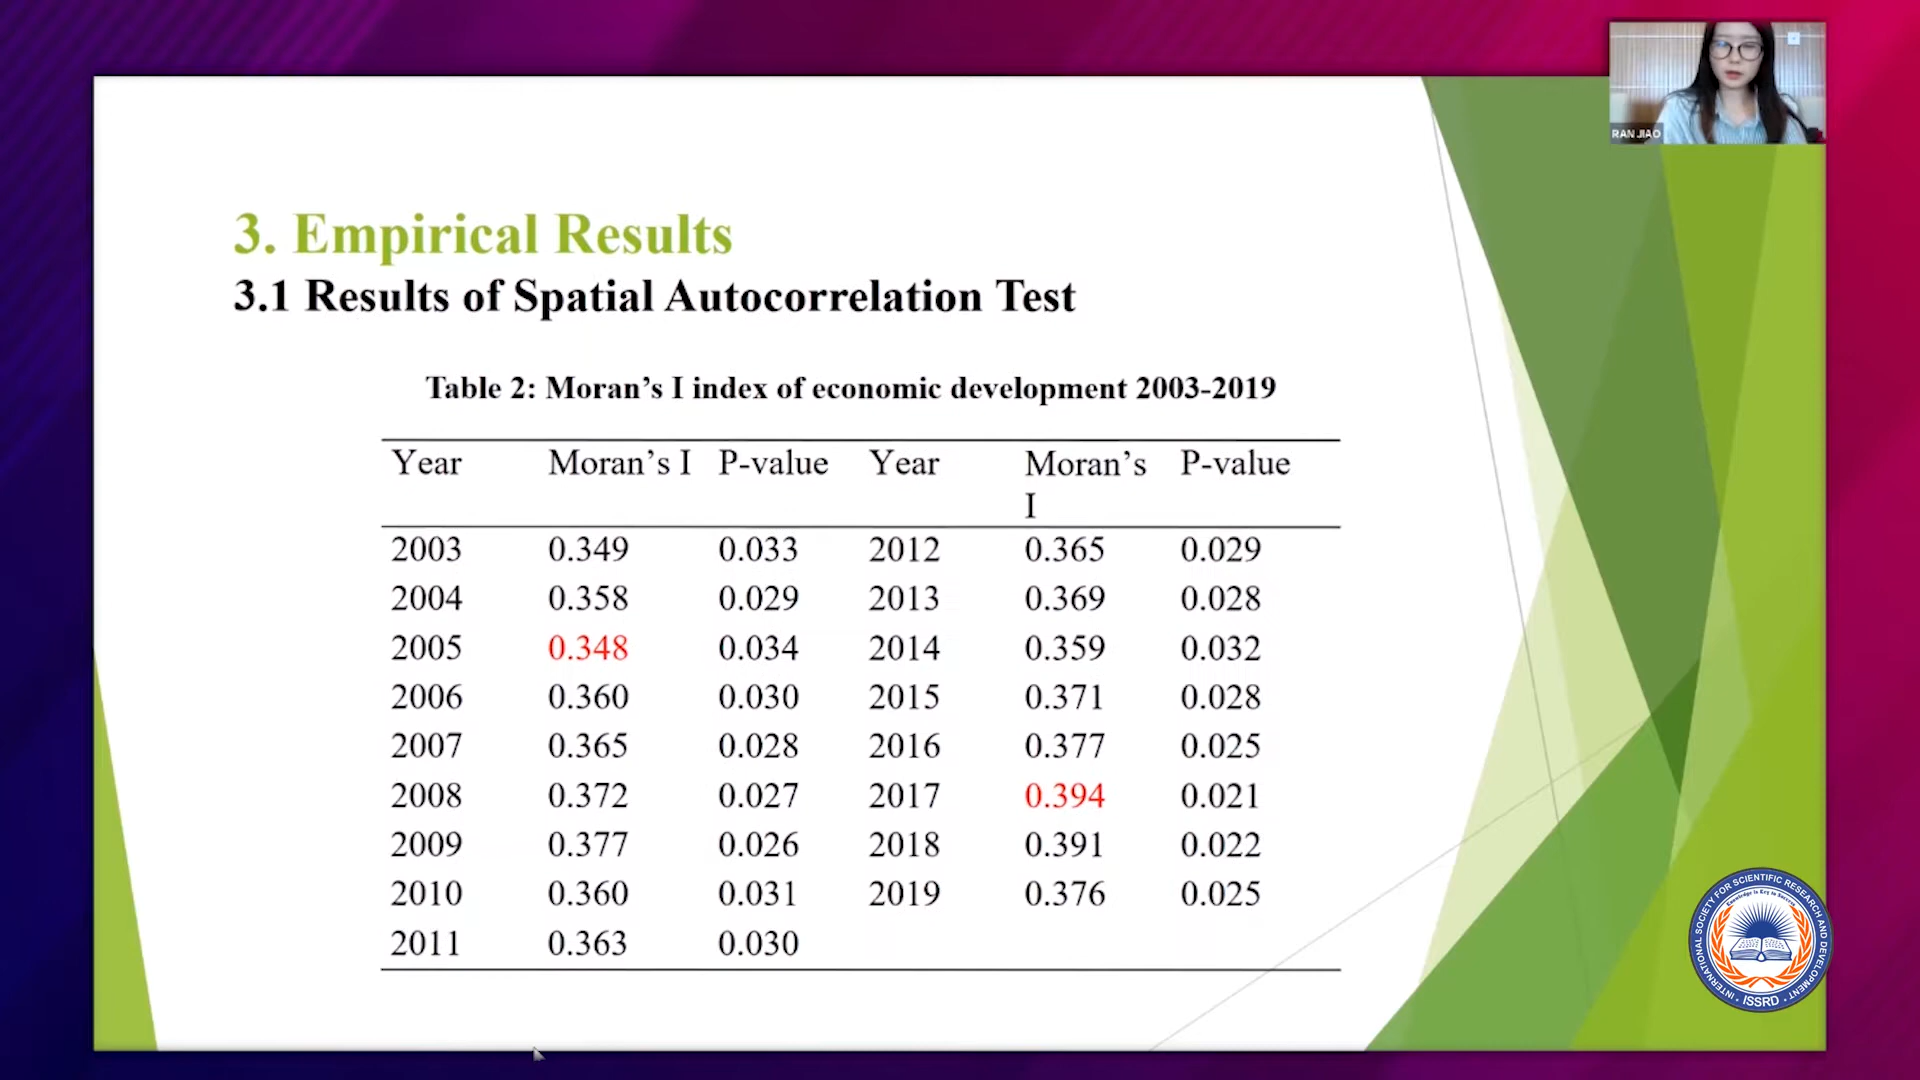 RAN JIAO
3. Empirical Results
3.1 Results of Spatial Autocorrelation Test
Table 2: Moran's I index of economic development 2003-2019
Year Moran's I P-value Year Moran's I P-value
2003 0.349 0.033 2012 0.365 0.029
2004 0.358 0.029 2013 0.369 0.028
2005 0.348 0.034 2014 0.359 0.032
2006 0.360 0.030 2015 0.371 0.028
2007 0.365 0.028 2016 0.377 0.025
2008 0.372 0.027 2017 0.394 0.021
2009 0.377 0.026 2018 0.391 0.022
2010 0.360 0.031 2019 0.376 0.025
2011 0.363 0.030
INTERNATIONAL SOCIETY FOR SCIENTIFIC RESEARCH AND DEVELOPMENT
Knowledge is Key to Success
· ISSRD ·